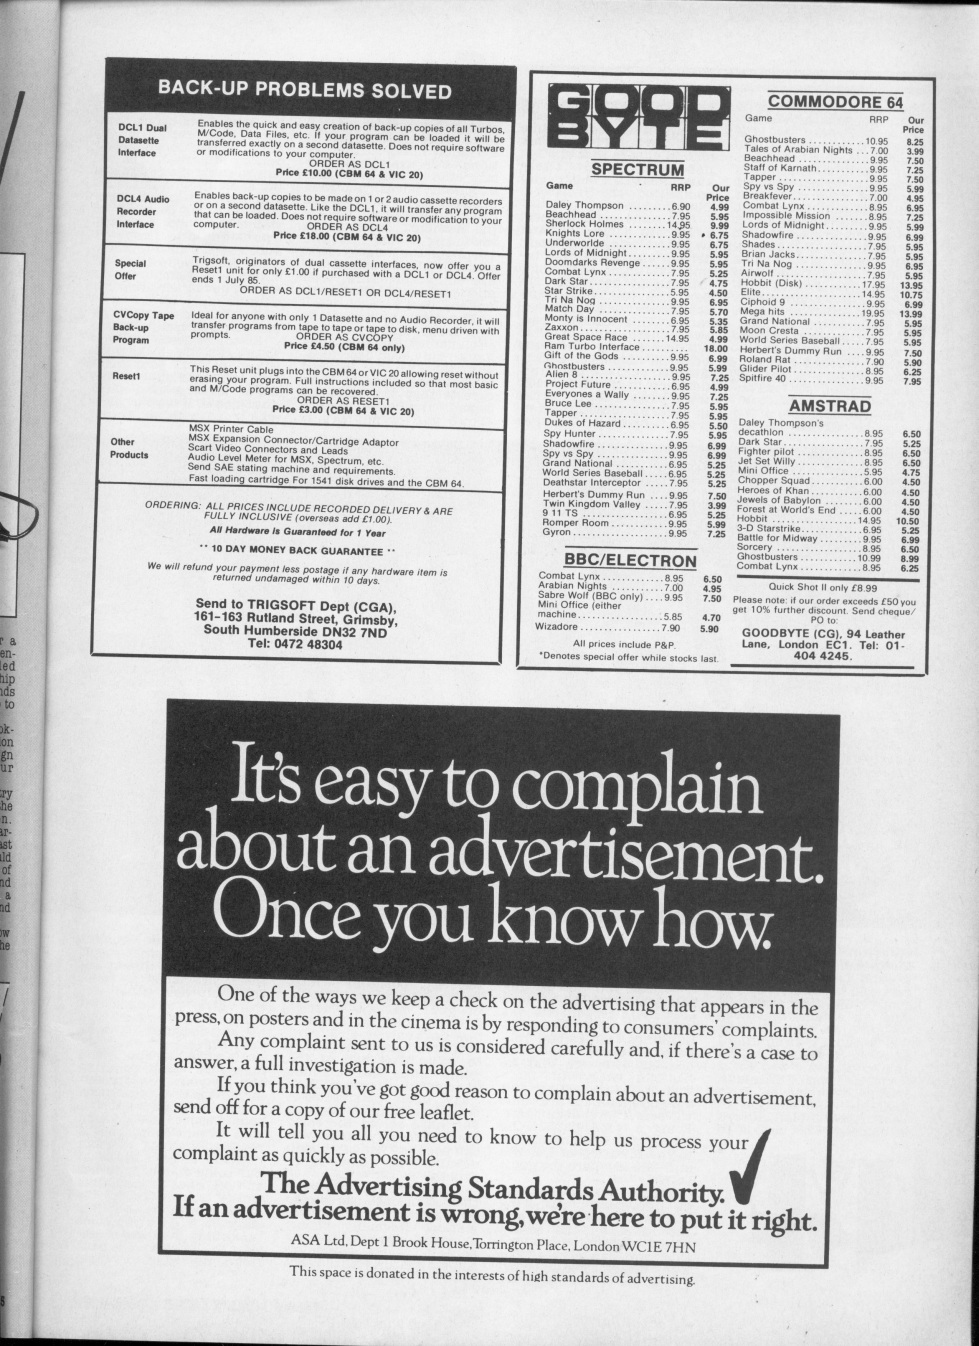 BACK-UP PROBLEMS SOLVED
DCL1 Dual
Datasette
Interface
Enables the quick and easy creation of back-up copies of all Turbos,
M/Code, Data Files, etc. If your program can be loaded it will be
transferred exactly on a second datasette. Does not require software
or modifications to your computer.
ORDER AS DCL1
Price £10.00 (CBM 64 & VIC 20)
DCL4 Audio
Recorder
Interface
Enables back-up copies to be made on 1 or 2 audio cassette recorders
or on a second datasette. Like the DCL1, it will transfer any program
that can be loaded. Does not require software or modification to your
computer. ORDER AS DCL4
Price £18.00 (CBM 64 & VIC 20)
Special
Offer
Trigsoft, originators of dual cassette interfaces, now offer you a
Reset1 unit for only £1.00 if purchased with a DCL1 or DCL4. Offer
ends 1 July 85.
ORDER AS DCL1/RESET1 OR DCL4/RESET1
CVCopy Tape
Back-up
Program
Ideal for anyone with only 1 Datasette and no Audio Recorder, it will
transfer programs from tape to tape or tape to disk, menu driven with
prompts. ORDER AS CVCOPY
Price £4.50 (CBM 64 only)
Reset1
This Reset unit plugs into the CBM 64 or VIC 20 allowing reset without
erasing your program. Full instructions included so that most basic
and M/Code programs can be recovered.
ORDER AS RESET1
Price £3.00 (CBM 64 & VIC 20)
Other
Products
MSX Printer Cable
MSX Expansion Connector/Cartridge Adaptor
Scart Video Connectors and Leads
Audio Level Meter for MSX, Spectrum, etc.
Send SAE stating machine and requirements.
Fast loading cartridge For 1541 disk drives and the CBM 64.
ORDERING: ALL PRICES INCLUDE RECORDED DELIVERY & ARE
FULLY INCLUSIVE (overseas add £1.00).
All Hardware is Guaranteed for 1 Year
** 10 DAY MONEY BACK GUARANTEE **
We will refund your payment less postage if any hardware item is
returned undamaged within 10 days.
Send to TRIGSOFT Dept (CGA),
161-163 Rutland Street, Grimsby,
South Humberside DN32 7ND
Tel: 0472 48304
GOOD
BYTE
SPECTRUM
Game RRP Our
Price
Daley Thompson ........6.90 4.99
Beachhead ........7.95 5.95
Sherlock Holmes .......14.95 9.99
Knights Lore ..........9.95 * 6.75
Underworlde ..........9.95 6.75
Lords of Midnight........9.95 5.95
Doomdarks Revenge ......9.95 5.95
Combat Lynx..........7.95 5.25
Dark Star............7.95 4.75
Star Strike............5.95 4.50
Tri Na Nog ...........9.95 6.95
Match Day ...........7.95 5.70
Monty is Innocent .......6.95 5.35
Zaxxon..............7.95 5.85
Great Space Race .......14.95 4.99
Ram Turbo Interface......... 18.00
Gift of the Gods ........9.95 6.99
Ghostbusters..........9.95 5.99
Alien 8 .............9.95 7.25
Project Future .........6.95 4.99
Everyones a Wally .......9.95 7.25
Bruce Lee ............7.95 5.95
Tapper..............7.95 5.95
Dukes of Hazard ........6.95 5.50
Spy Hunter ...........7.95 5.95
Shadowfire ...........9.95 6.99
Spy vs Spy ...........9.95 6.99
Grand National .........6.95 5.25
World Series Baseball .....6.95 5.25
Deathstar Interceptor .....7.95 5.25
Herbert's Dummy Run ....9.95 7.50
Twin Kingdom Valley .....7.95 3.99
9 11 TS .............6.95 5.25
Romper Room .........9.95 5.99
Gyron..............9.95 7.25
BBC/ELECTRON
Combat Lynx...........8.95 6.50
Arabian Nights .........7.00 4.95
Sabre Wolf (BBC only) ....9.95 7.50
Mini Office (either
machine..............5.85 4.70
Wizadore .............7.90 5.90
All prices include P&P.
*Denotes special offer while stocks last.
COMMODORE 64
Game RRP Our
Price
Ghostbusters ..........10.95 8.25
Tales of Arabian Nights ...7.00 3.99
Beachhead ............9.95 7.50
Staff of Karnath.........9.95 7.25
Tapper ..............9.95 7.50
Spy vs Spy ...........9.95 5.99
Breakfever............7.00 4.95
Combat Lynx ..........8.95 6.95
Impossible Mission ......8.95 7.25
Lords of Midnight........9.95 5.99
Shadowfire ...........9.95 6.99
Shades..............7.95 5.95
Brian Jacks............7.95 5.95
Tri Na Nog ...........9.95 6.95
Airwolf .............7.95 5.95
Hobbit (Disk) ..........17.95 13.95
Elite................14.95 10.75
Ciphoid 9 ............9.95 6.99
Mega hits ............19.95 13.99
Grand National .........7.95 5.95
Moon Cresta ..........7.95 5.95
World Series Baseball.....7.95 5.95
Herbert's Dummy Run ....9.95 7.50
Roland Rat ...........7.90 5.90
Glider Pilot...........8.95 6.25
Spitfire 40 ...........9.95 7.95
AMSTRAD
Daley Thompson's
decathlon ............8.95 6.50
Dark Star............7.95 5.25
Fighter pilot ...........8.95 6.50
Jet Set Willy...........8.95 6.50
Mini Office ...........5.95 4.75
Chopper Squad.........6.00 4.50
Heroes of Khan.........6.00 4.50
Jewels of Babylon .......6.00 4.50
Forest at World's End .....6.00 4.50
Hobbit ..............14.95 10.50
3-D Starstrike..........6.95 5.25
Battle for Midway .......9.95 6.99
Sorcery .............8.95 6.50
Ghostbusters ..........10.99 8.99
Combat Lynx..........8.95 6.25
Quick Shot II only £8.99
Please note: if our order exceeds £50 you
get 10% further discount. Send cheque/
PO to:
GOODBYTE (CG), 94 Leather
Lane, London EC1. Tel: 01-
404 4245.
It's easy to complain
about an advertisement.
Once you know how.
One of the ways we keep a check on the advertising that appears in the
press, on posters and in the cinema is by responding to consumers' complaints.
Any complaint sent to us is considered carefully and, if there's a case to
answer, a full investigation is made.
If you think you've got good reason to complain about an advertisement,
send off for a copy of our free leaflet.
It will tell you all you need to know to help us process your
complaint as quickly as possible.
The Advertising Standards Authority.
If an advertisement is wrong, we're here to put it right.
ASA Ltd, Dept 1 Brook House, Torrington Place, London WC1E 7HN
This space is donated in the interests of high standards of advertising.